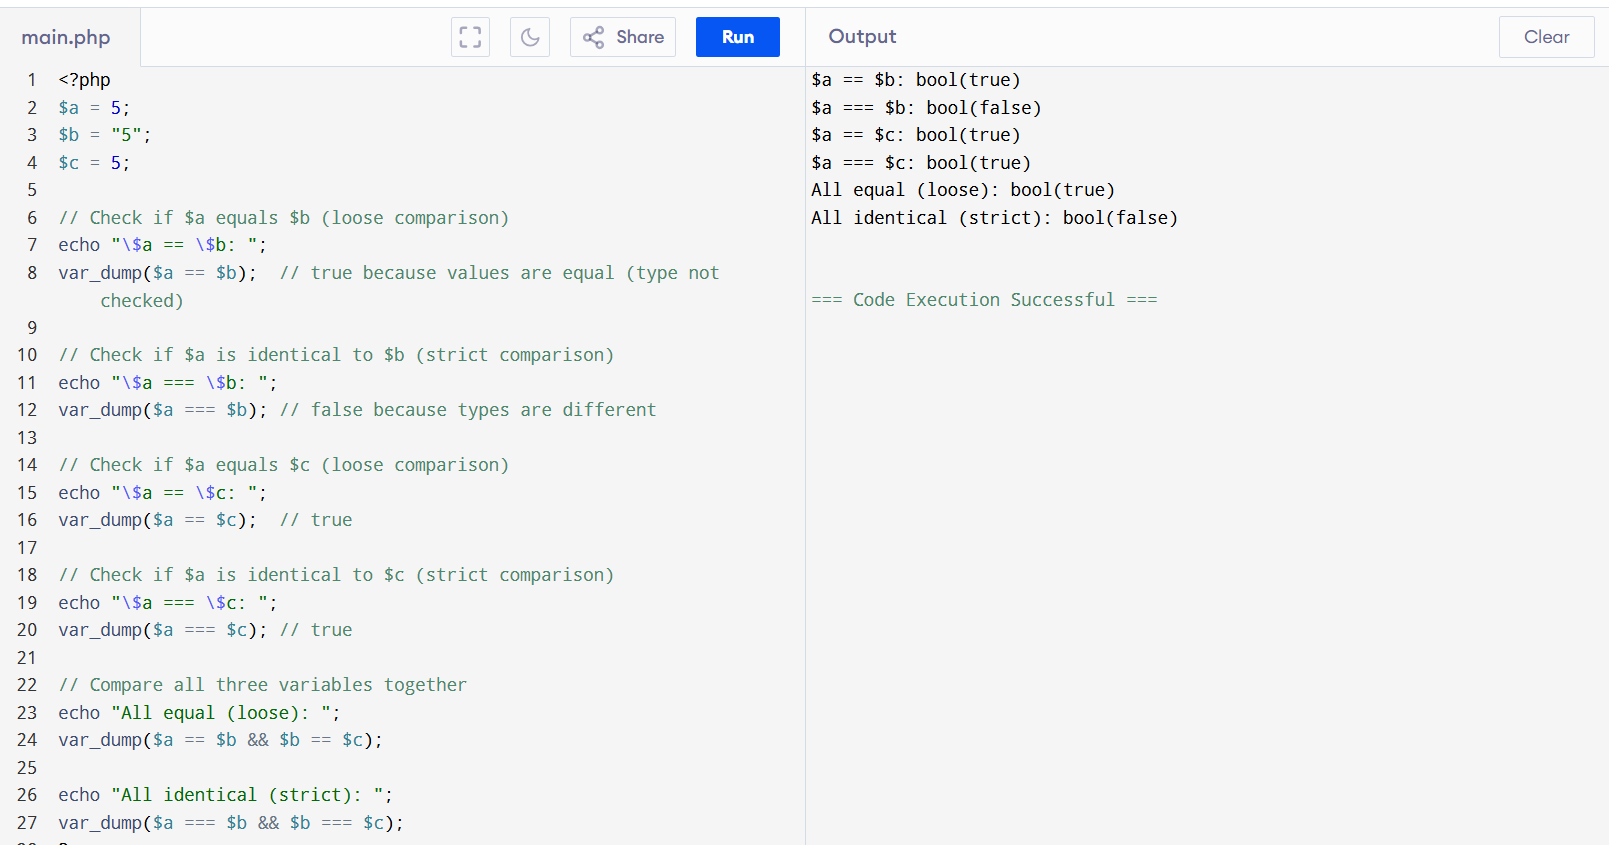 main.php
Share
Run
Output
Clear
1 <?php
2 $a = 5;
3 $b = "5";
4 $c = 5;
5
6 // Check if $a equals $b (loose comparison)
7 echo "\$a == \$b: ";
8 var_dump($a == $b);  // true because values are equal (type not
checked)
9
10 // Check if $a is identical to $b (strict comparison)
11 echo "\$a === \$b: ";
12 var_dump($a === $b); // false because types are different
13
14 // Check if $a equals $c (loose comparison)
15 echo "\$a == \$c: ";
16 var_dump($a == $c);  // true
17
18 // Check if $a is identical to $c (strict comparison)
19 echo "\$a === \$c: ";
20 var_dump($a === $c); // true
21
22 // Compare all three variables together
23 echo "All equal (loose): ";
24 var_dump($a == $b && $b == $c);
25
26 echo "All identical (strict): ";
27 var_dump($a === $b && $b === $c);
$a == $b: bool(true)
$a === $b: bool(false)
$a == $c: bool(true)
$a === $c: bool(true)
All equal (loose): bool(true)
All identical (strict): bool(false)
=== Code Execution Successful ===